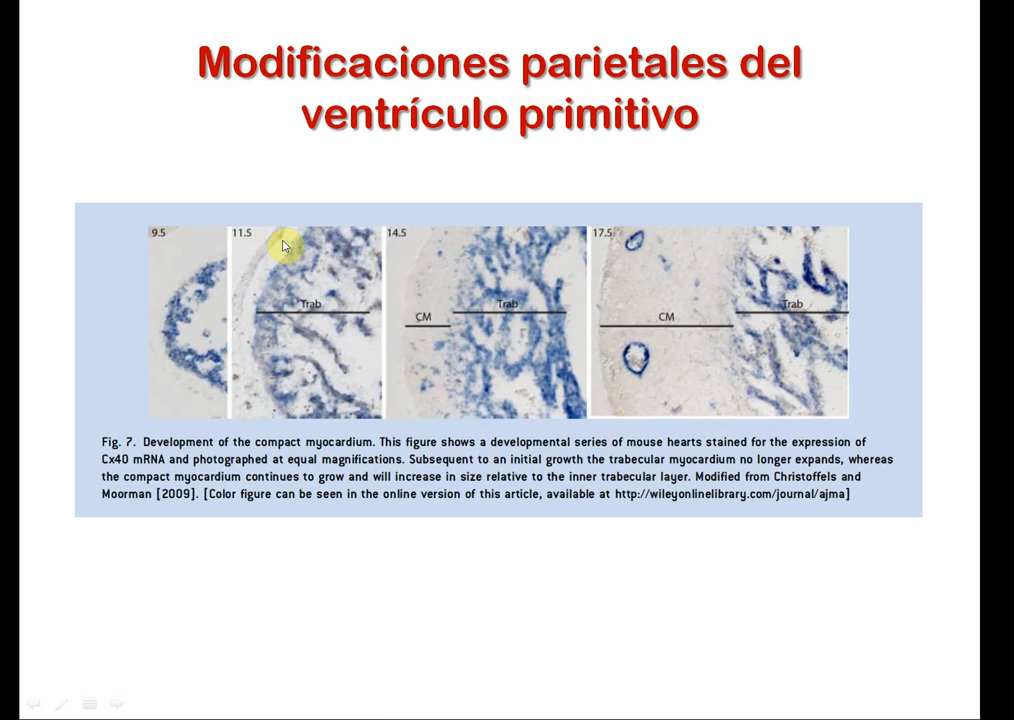 Modificaciones parietales del
ventrículo primitivo
9.5
11.5
14.5
17.5
Trab
CM
Trab
CM
Trab
Fig. 7. Development of the compact myocardium. This figure shows a developmental series of mouse hearts stained for the expression of
Cx40 mRNA and photographed at equal magnifications. Subsequent to an initial growth the trabecular myocardium no longer expands, whereas
the compact myocardium continues to grow and will increase in size relative to the inner trabecular layer. Modified from Christoffels and
Moorman [2009]. [Color figure can be seen in the online version of this article, available at http://wileyonlinelibrary.com/journal/ajma]